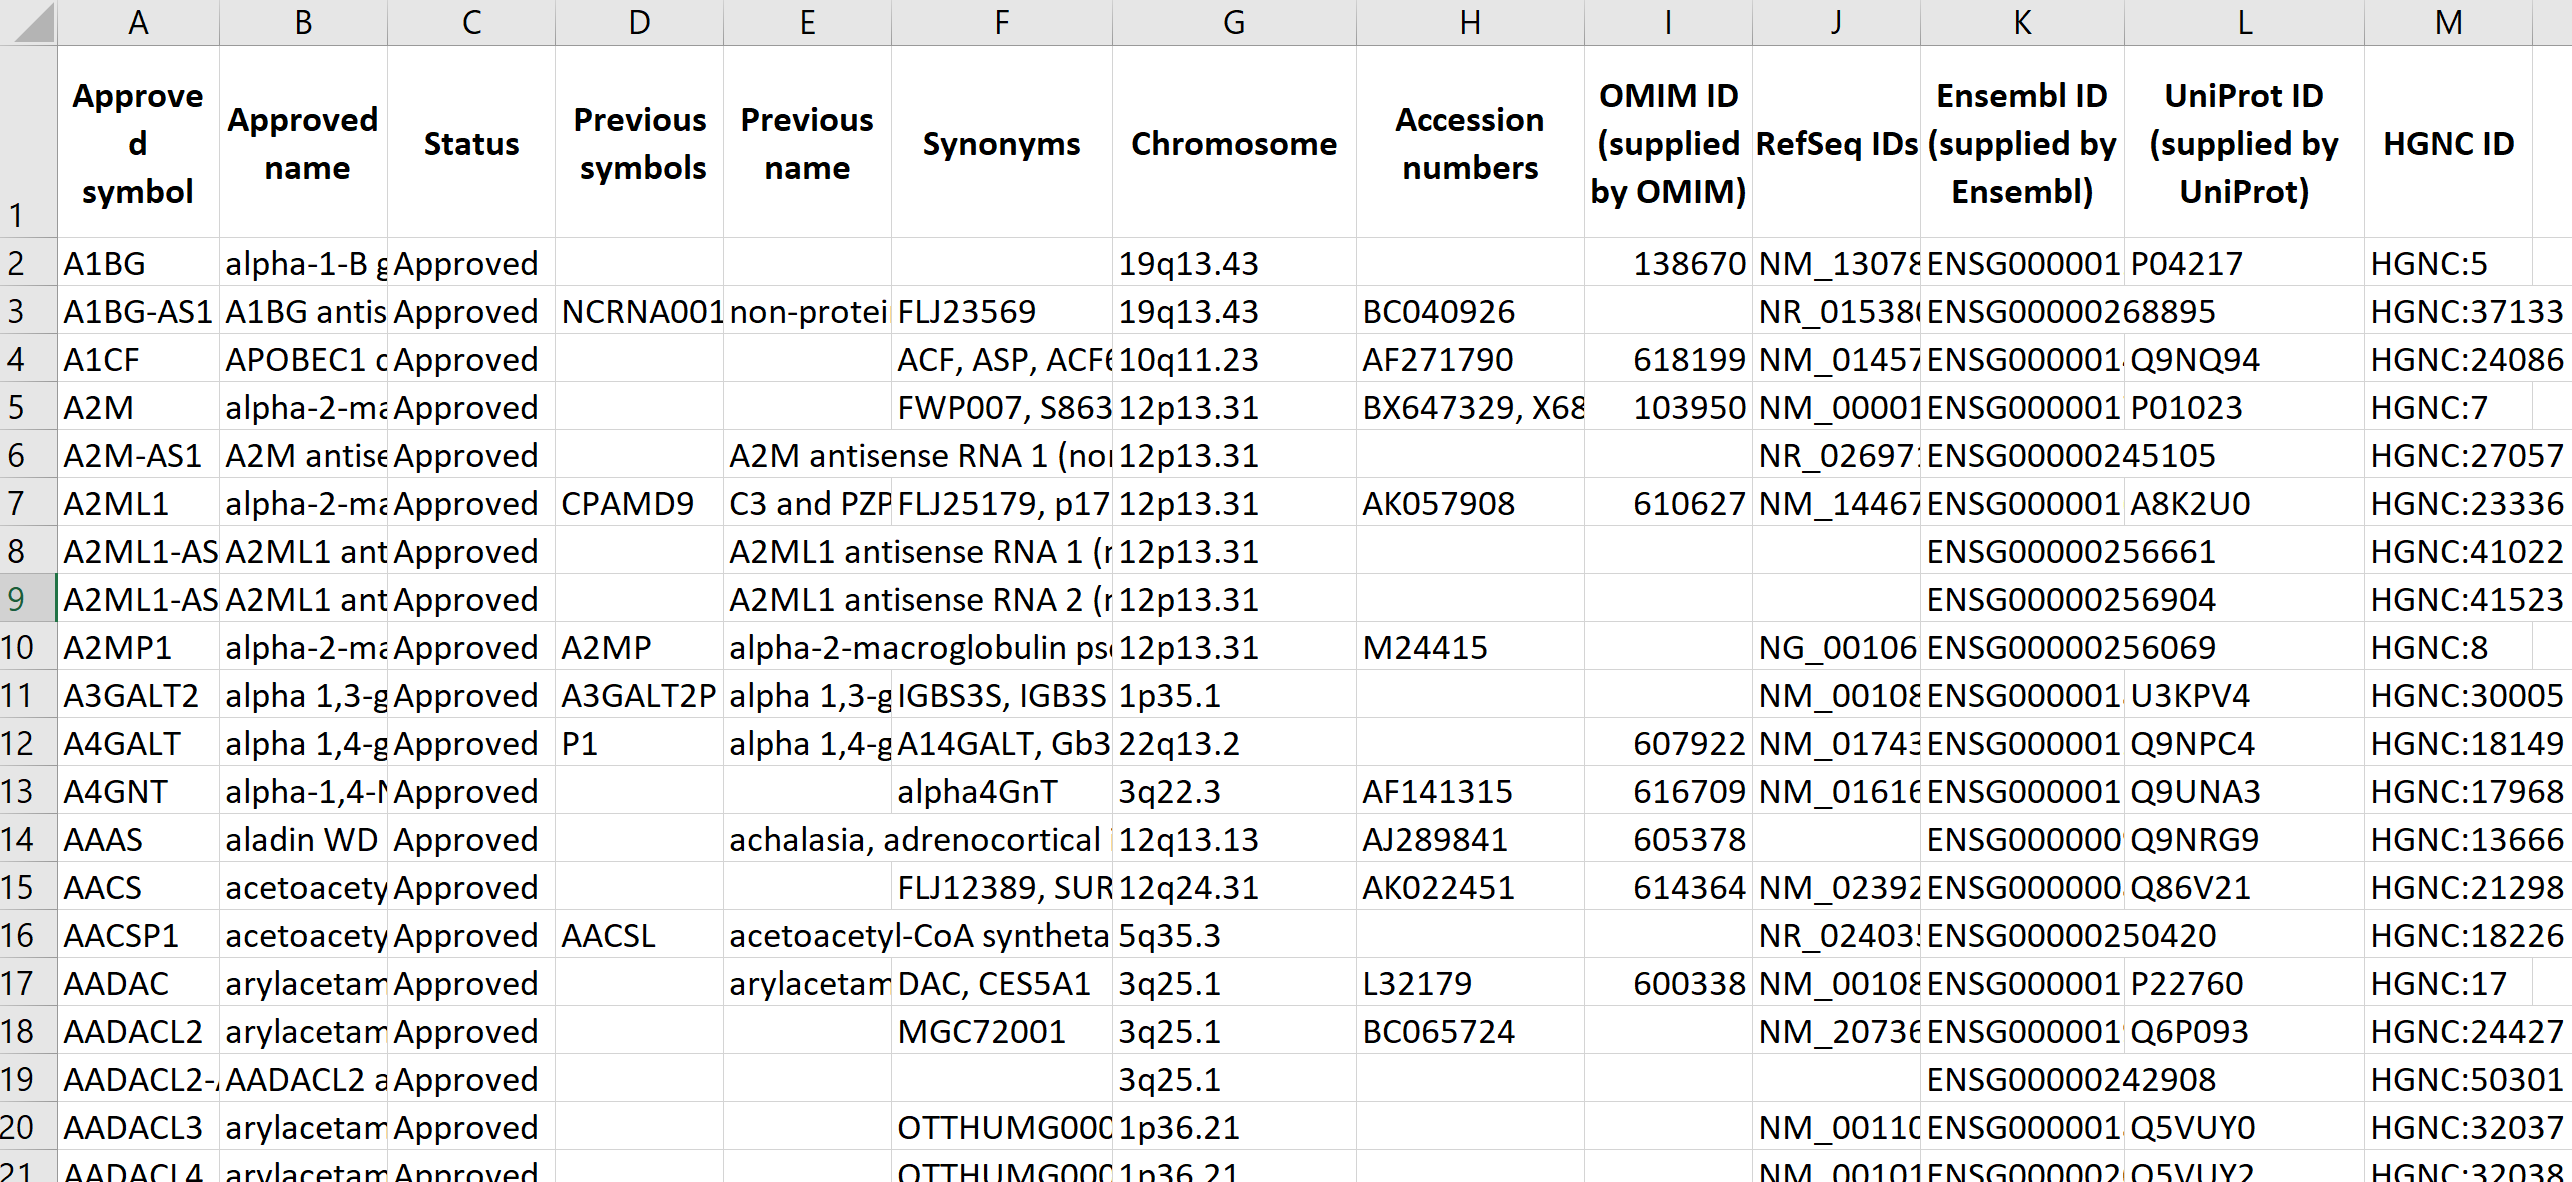 A B C D E F G H I J K L M
1 Approved symbol Approved name Status Previous symbols Previous name Synonyms Chromosome Accession numbers OMIM ID (supplied by OMIM) RefSeq IDs Ensembl ID (supplied by Ensembl) UniProt ID (supplied by UniProt) HGNC ID
2 A1BG alpha-1-B g Approved 19q13.43 138670 NM_13078 ENSG000001 P04217 HGNC:5
3 A1BG-AS1 A1BG antis Approved NCRNA001 non-protei FLJ23569 19q13.43 BC040926 NR_015380 ENSG00000268895 HGNC:37133
4 A1CF APOBEC1 c Approved ACF, ASP, ACF6 10q11.23 AF271790 618199 NM_01457 ENSG0000014 Q9NQ94 HGNC:24086
5 A2M alpha-2-ma Approved FWP007, S863 12p13.31 BX647329, X68 103950 NM_00001 ENSG000001 P01023 HGNC:7
6 A2M-AS1 A2M antise Approved A2M antisense RNA 1 (non 12p13.31 NR_026971 ENSG00000245105 HGNC:27057
7 A2ML1 alpha-2-ma Approved CPAMD9 C3 and PZP FLJ25179, p17 12p13.31 AK057908 610627 NM_14467 ENSG000001 A8K2U0 HGNC:23336
8 A2ML1-AS A2ML1 ant Approved A2ML1 antisense RNA 1 (n 12p13.31 ENSG00000256661 HGNC:41022
9 A2ML1-AS A2ML1 ant Approved A2ML1 antisense RNA 2 (n 12p13.31 ENSG00000256904 HGNC:41523
10 A2MP1 alpha-2-ma Approved A2MP alpha-2-macroglobulin pse 12p13.31 M24415 NG_00106 ENSG00000256069 HGNC:8
11 A3GALT2 alpha 1,3-g Approved A3GALT2P alpha 1,3-g IGBS3S, IGB3S 1p35.1 NM_00108 ENSG000001 U3KPV4 HGNC:30005
12 A4GALT alpha 1,4-g Approved P1 alpha 1,4-g A14GALT, Gb3 22q13.2 607922 NM_01743 ENSG000001 Q9NPC4 HGNC:18149
13 A4GNT alpha-1,4-N Approved alpha4GnT 3q22.3 AF141315 616709 NM_01616 ENSG000001 Q9UNA3 HGNC:17968
14 AAAS aladin WD Approved achalasia, adrenocortical i 12q13.13 AJ289841 605378 ENSG000000 Q9NRG9 HGNC:13666
15 AACS acetoacety Approved FLJ12389, SUR 12q24.31 AK022451 614364 NM_02392 ENSG000000 Q86V21 HGNC:21298
16 AACSP1 acetoacety Approved AACSL acetoacetyl-CoA syntheta 5q35.3 NR_024035 ENSG00000250420 HGNC:18226
17 AADAC arylacetam Approved arylacetam DAC, CES5A1 3q25.1 L32179 600338 NM_00108 ENSG000001 P22760 HGNC:17
18 AADACL2 arylacetam Approved MGC72001 3q25.1 BC065724 NM_20736 ENSG000001 Q6P093 HGNC:24427
19 AADACL2-A AADACL2 a Approved 3q25.1 ENSG00000242908 HGNC:50301
20 AADACL3 arylacetam Approved OTTHUMG000 1p36.21 NM_00110 ENSG000001 Q5VUY0 HGNC:32037
21 AADACL4 arylacetam Approved OTTHUMG000 1p36.21 NM_00101 ENSG000002 Q5VUY2 HGNC:32038